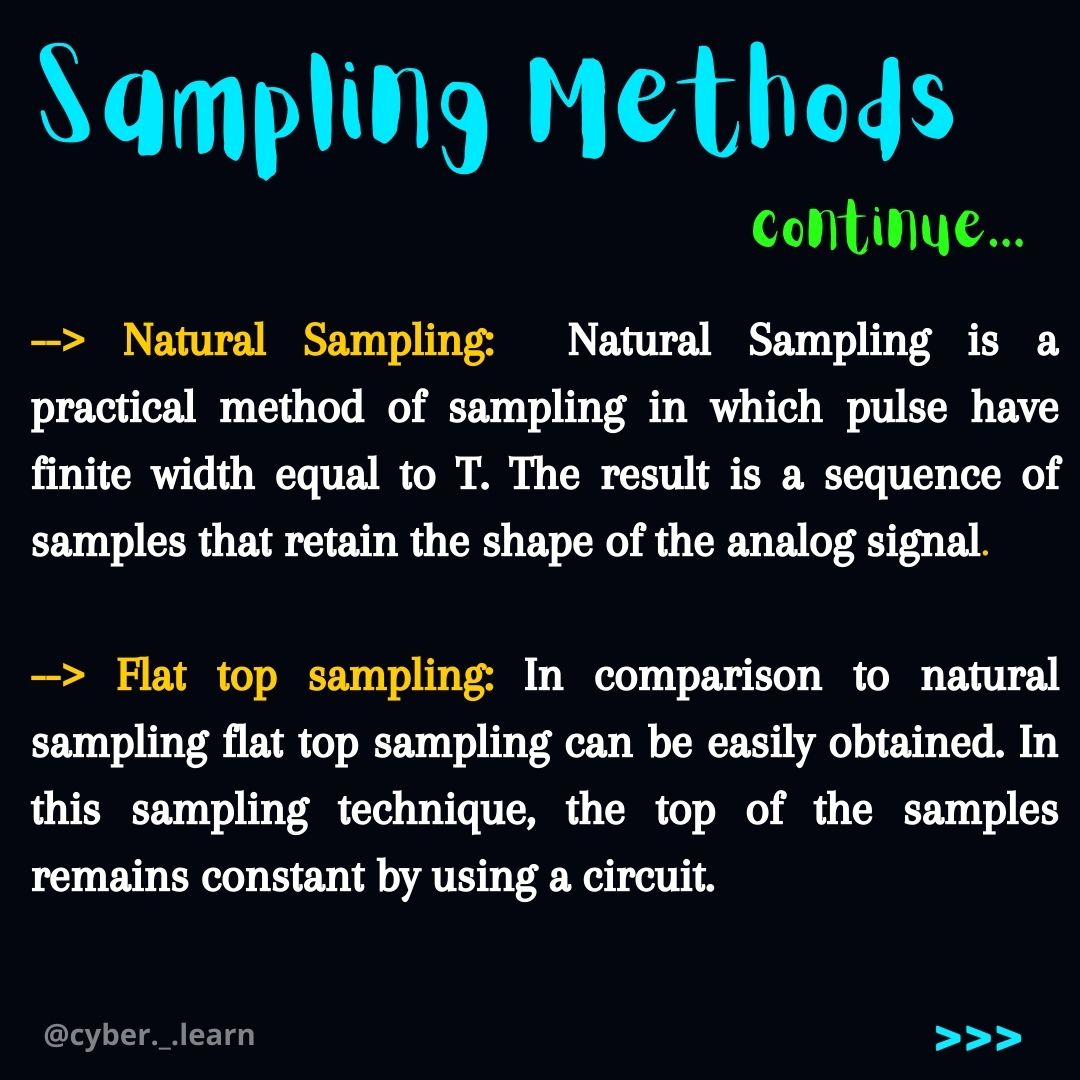 Sampling Methods
continue...
--> Natural Sampling: Natural Sampling is a
practical method of sampling in which pulse have
finite width equal to T. The result is a sequence of
samples that retain the shape of the analog signal.
--> Flat top sampling: In comparison to natural
sampling flat top sampling can be easily obtained. In
this sampling technique, the top of the samples
remains constant by using a circuit.
@cyber._.learn
>>>